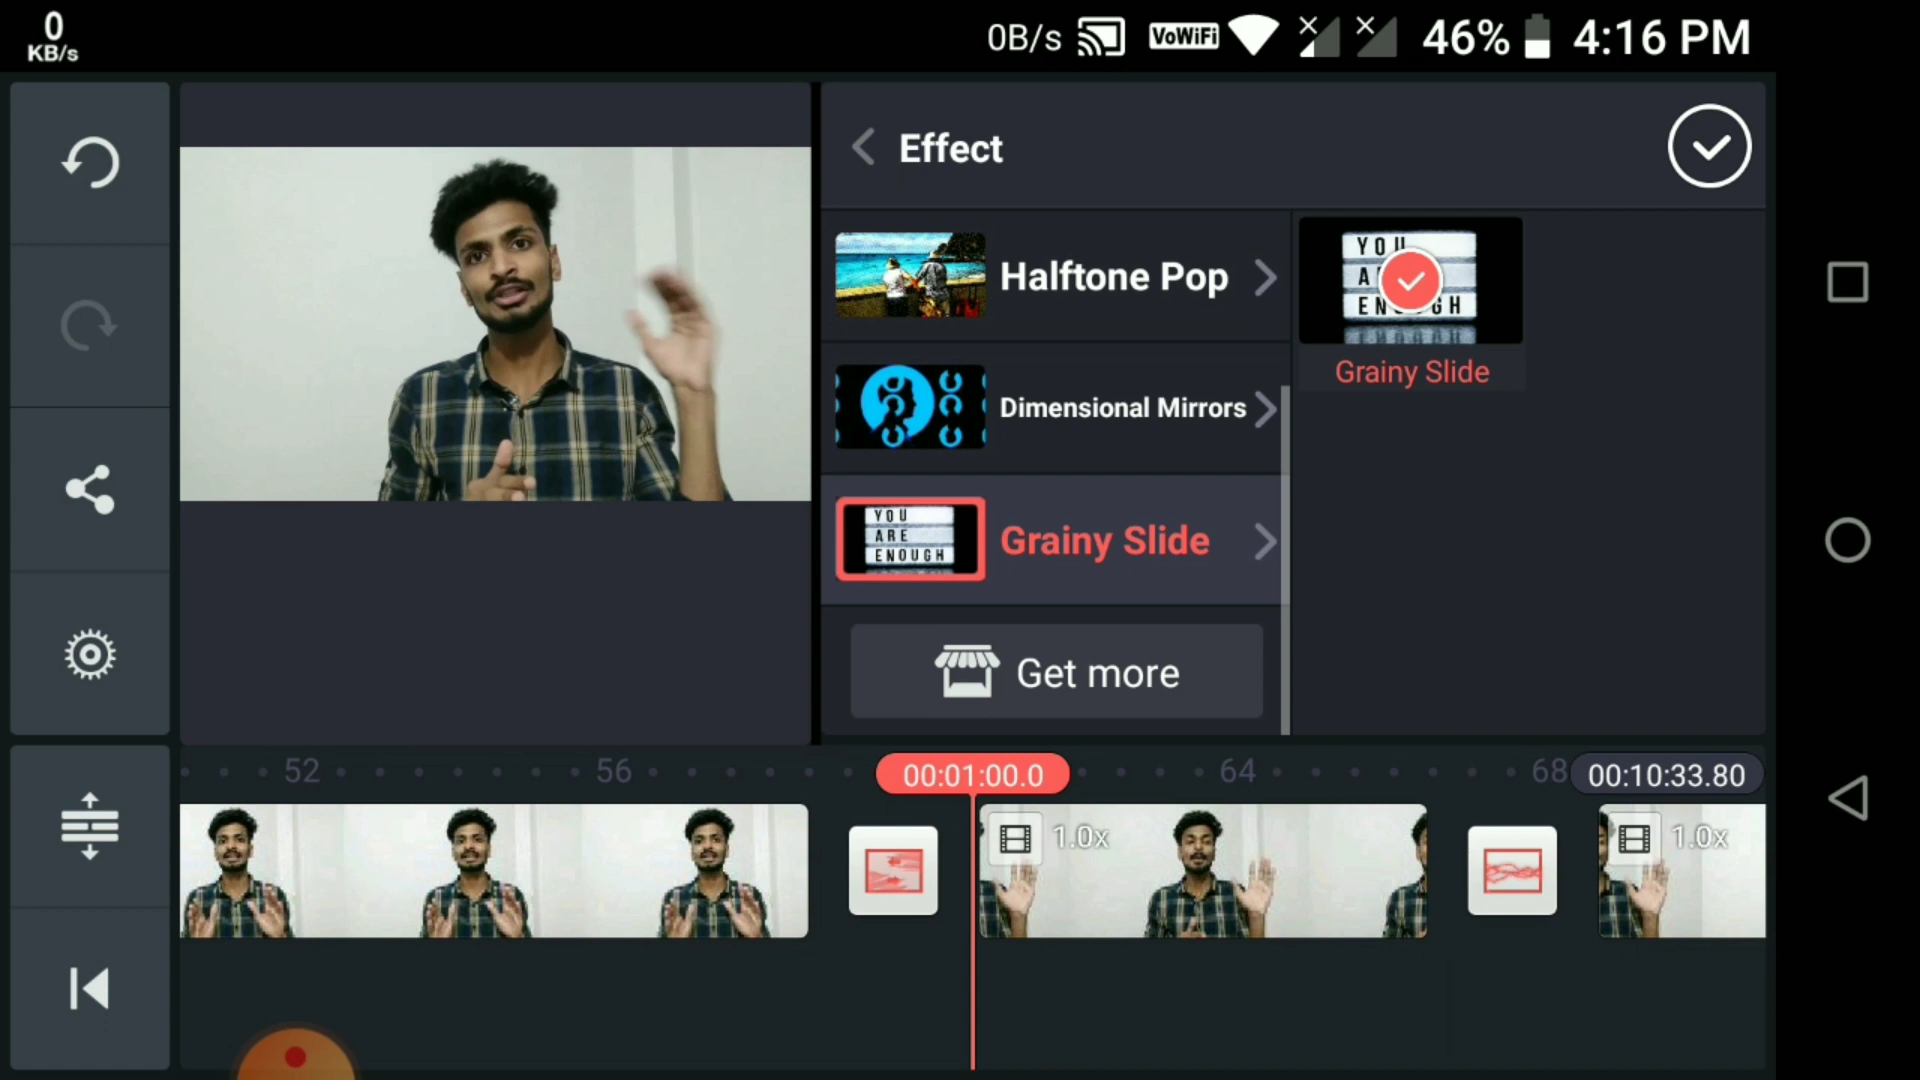 0
KB/s
0B/s VoWiFi 46% 4:16 PM
Effect
Halftone Pop
YOU
ENOUGH
Grainy Slide
Dimensional Mirrors
YOU
ARE
ENOUGH
Grainy Slide
Get more
52 56 00:01:00.0 64 68 00:10:33.80
1.0x 1.0x